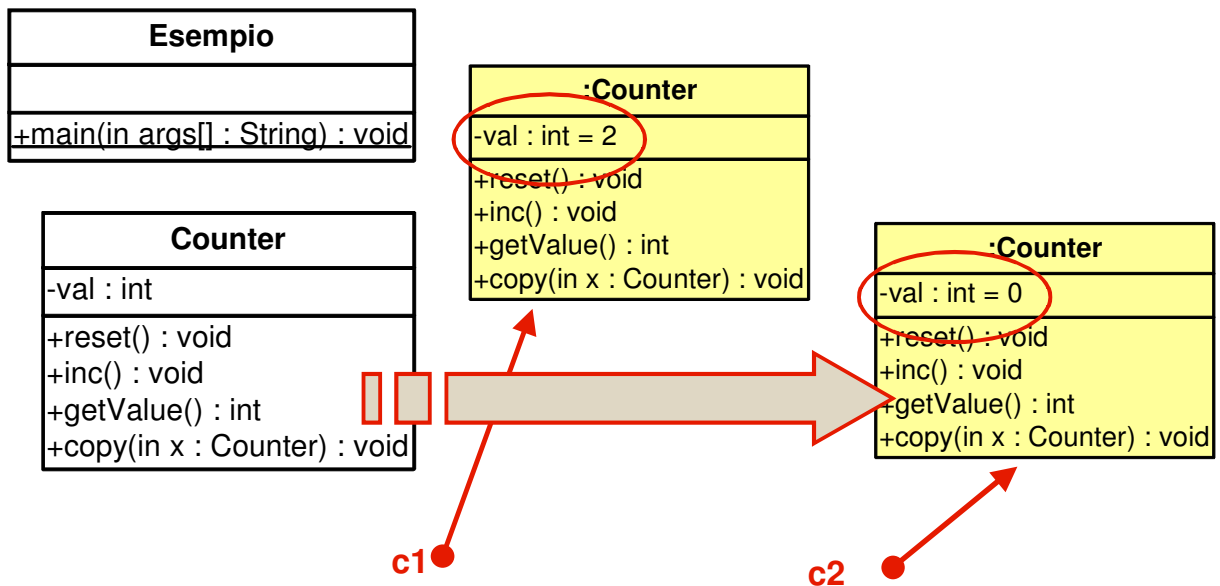 Esempio
+main(in args[] : String) : void
Counter
-val : int
+reset() : void
+inc() : void
+getValue() : int
+copy(in x : Counter) : void
:Counter
-val : int = 2
+reset() : void
+inc() : void
+getValue() : int
+copy(in x : Counter) : void
:Counter
-val : int = 0
+reset() : void
+inc() : void
+getValue() : int
+copy(in x : Counter) : void
c1
c2